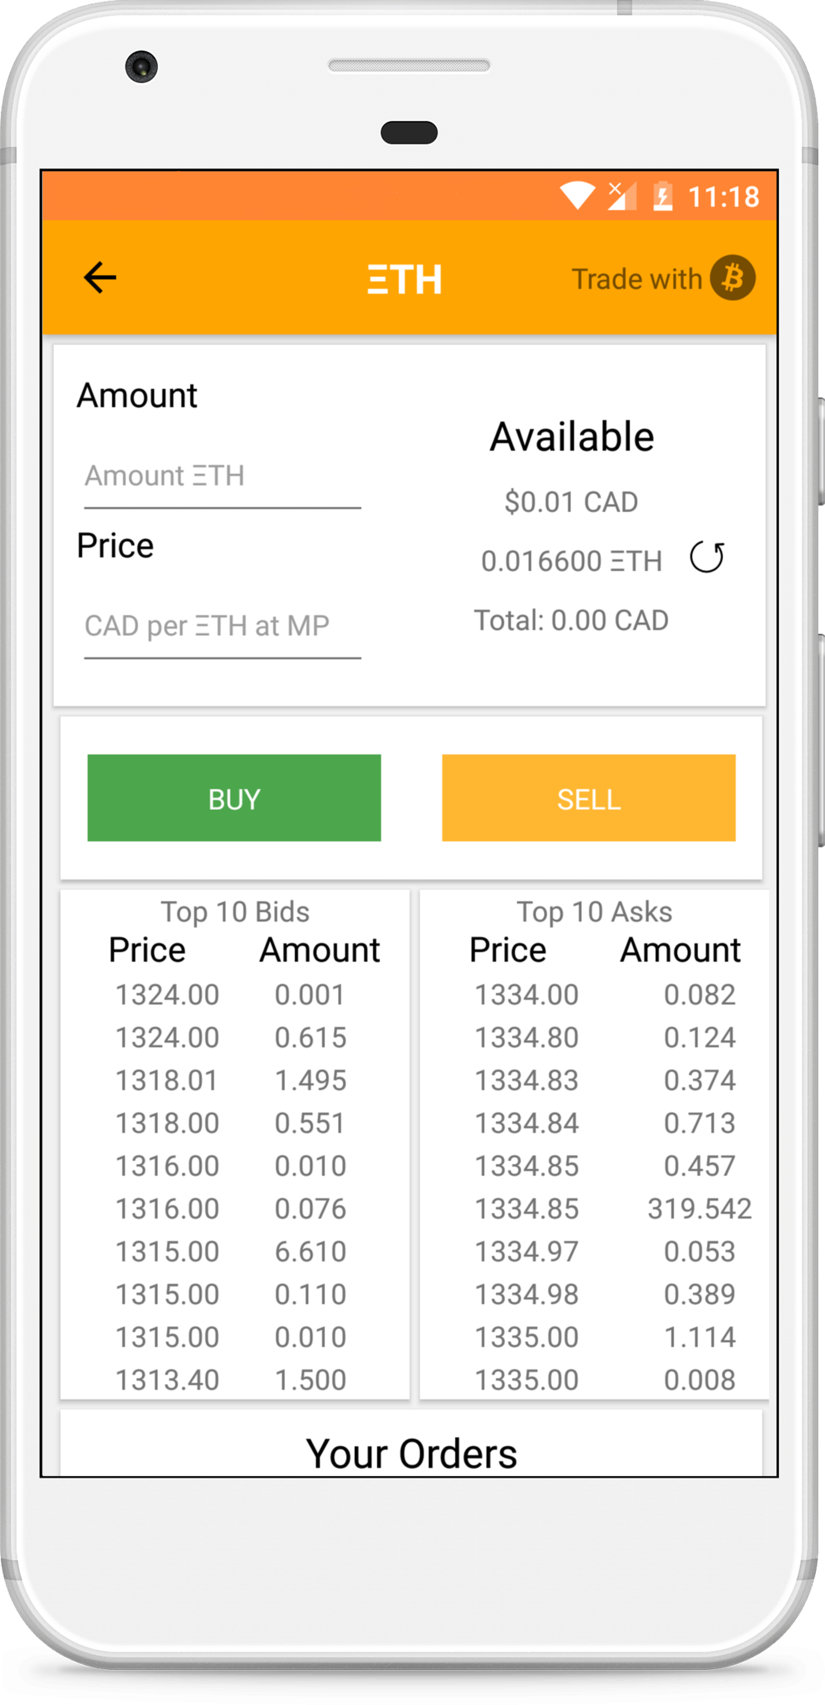 11:18
ΞTH Trade with
Amount
Available
Amount ΞTH
$0.01 CAD
Price
0.016600 ΞTH
CAD per ΞTH at MP
Total: 0.00 CAD
BUY SELL
Top 10 Bids Top 10 Asks
Price Amount Price Amount
1324.00 0.001 1334.00 0.082
1324.00 0.615 1334.80 0.124
1318.01 1.495 1334.83 0.374
1318.00 0.551 1334.84 0.713
1316.00 0.010 1334.85 0.457
1316.00 0.076 1334.85 319.542
1315.00 6.610 1334.97 0.053
1315.00 0.110 1334.98 0.389
1315.00 0.010 1335.00 1.114
1313.40 1.500 1335.00 0.008
Your Orders